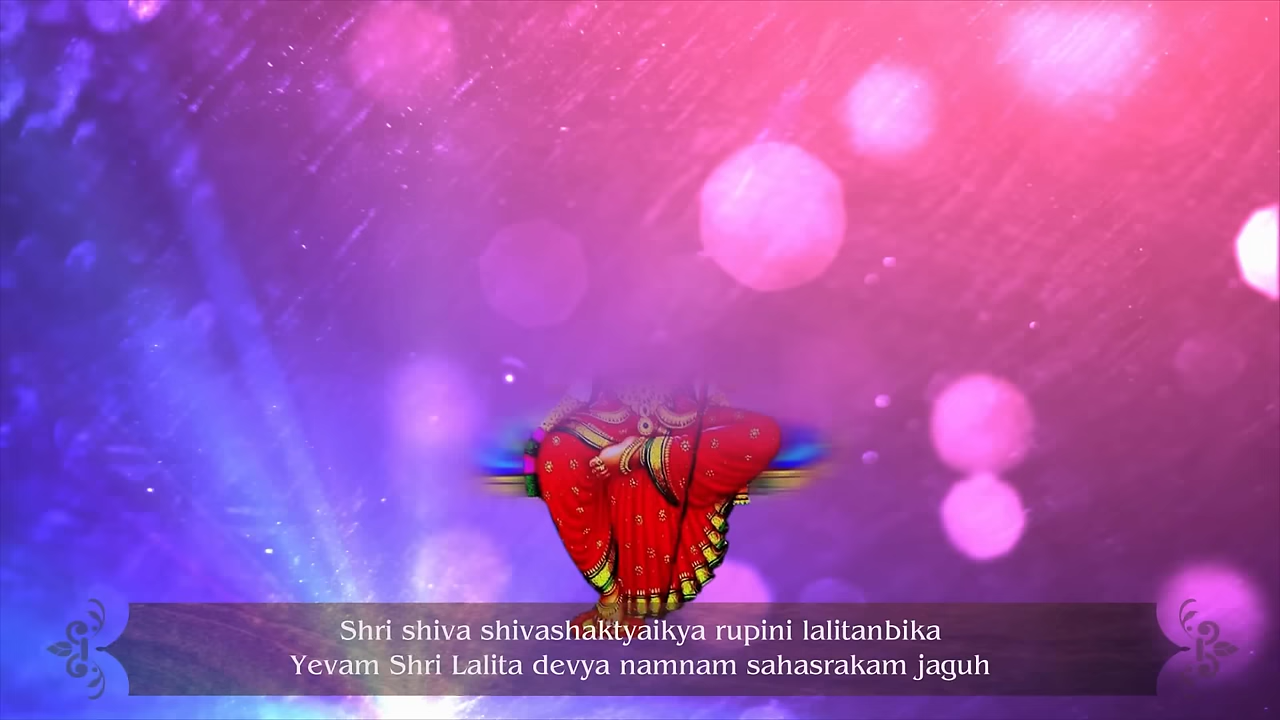 Shri shiva shivashaktyaikya rupini lalitanbika
Yevam Shri Lalita devya namnam sahasrakam jaguh